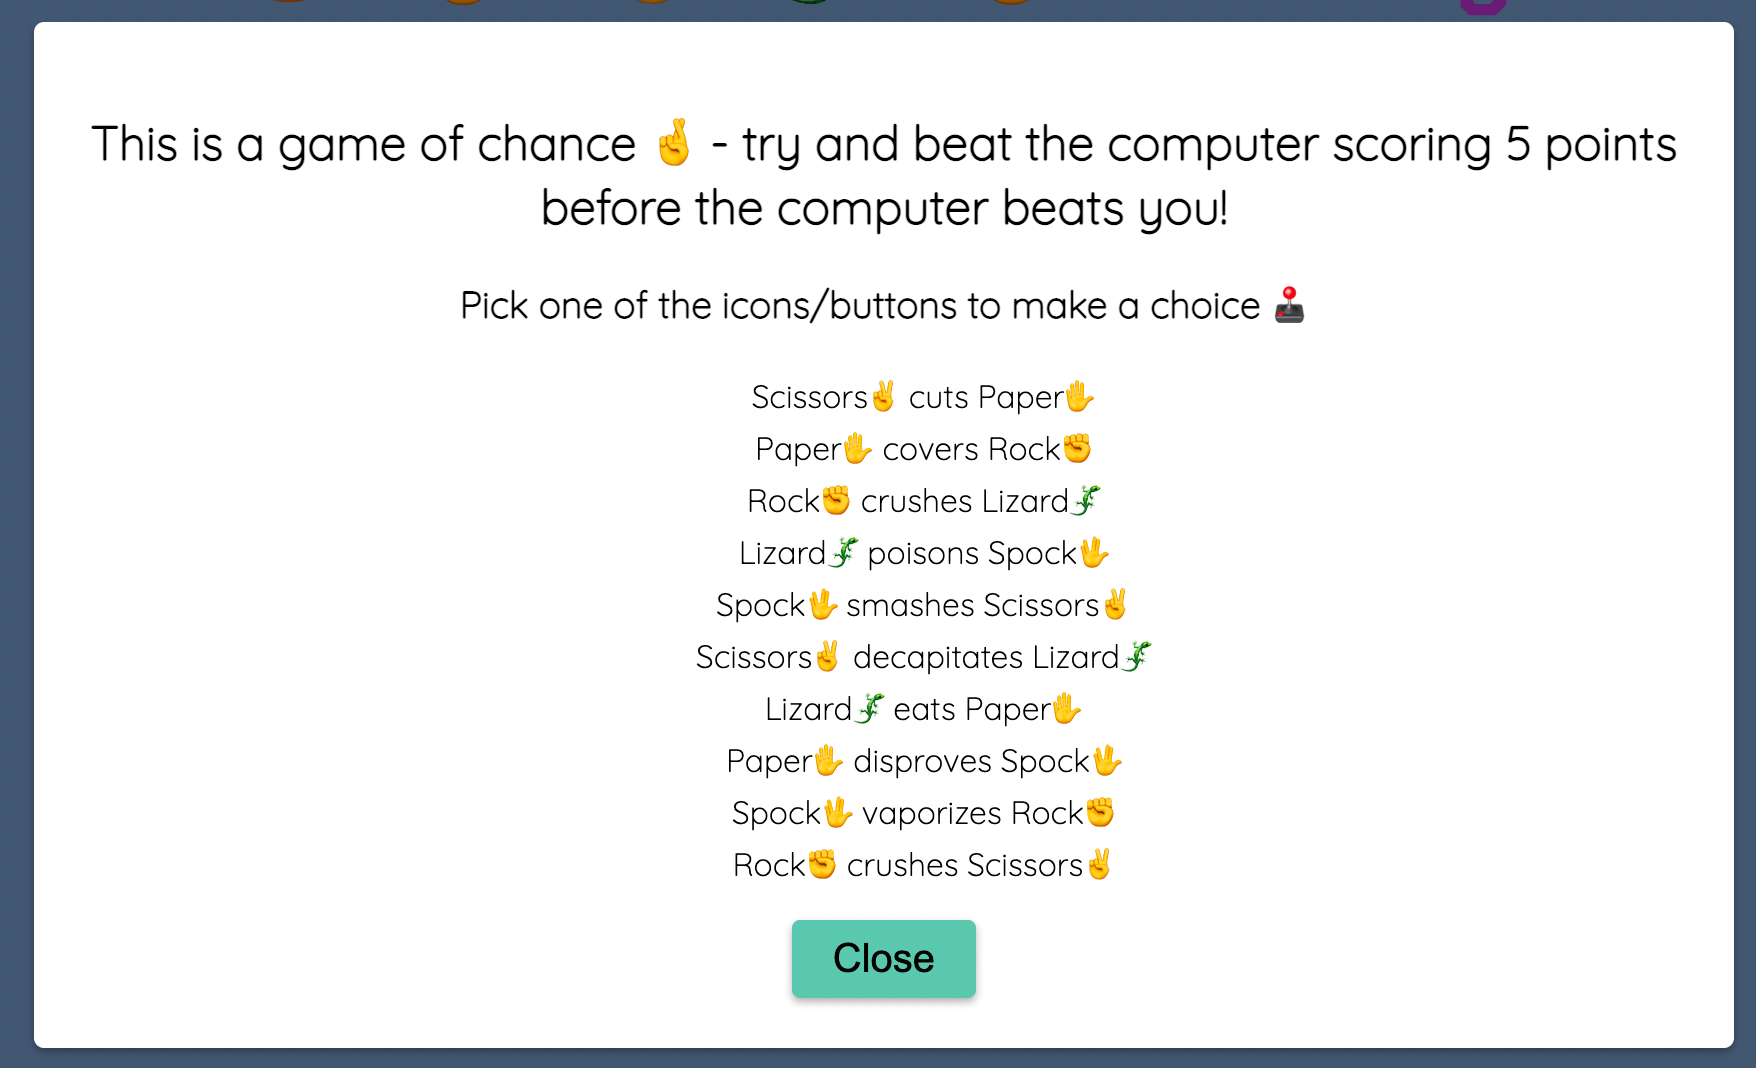 This is a game of chance 🤞 - try and beat the computer scoring 5 points
before the computer beats you!
Pick one of the icons/buttons to make a choice 🕹️
Scissors✌️ cuts Paper✋
Paper✋ covers Rock✊
Rock✊ crushes Lizard🦎
Lizard🦎 poisons Spock🖖
Spock🖖 smashes Scissors✌️
Scissors✌️ decapitates Lizard🦎
Lizard🦎 eats Paper✋
Paper✋ disproves Spock🖖
Spock🖖 vaporizes Rock✊
Rock✊ crushes Scissors✌️
Close